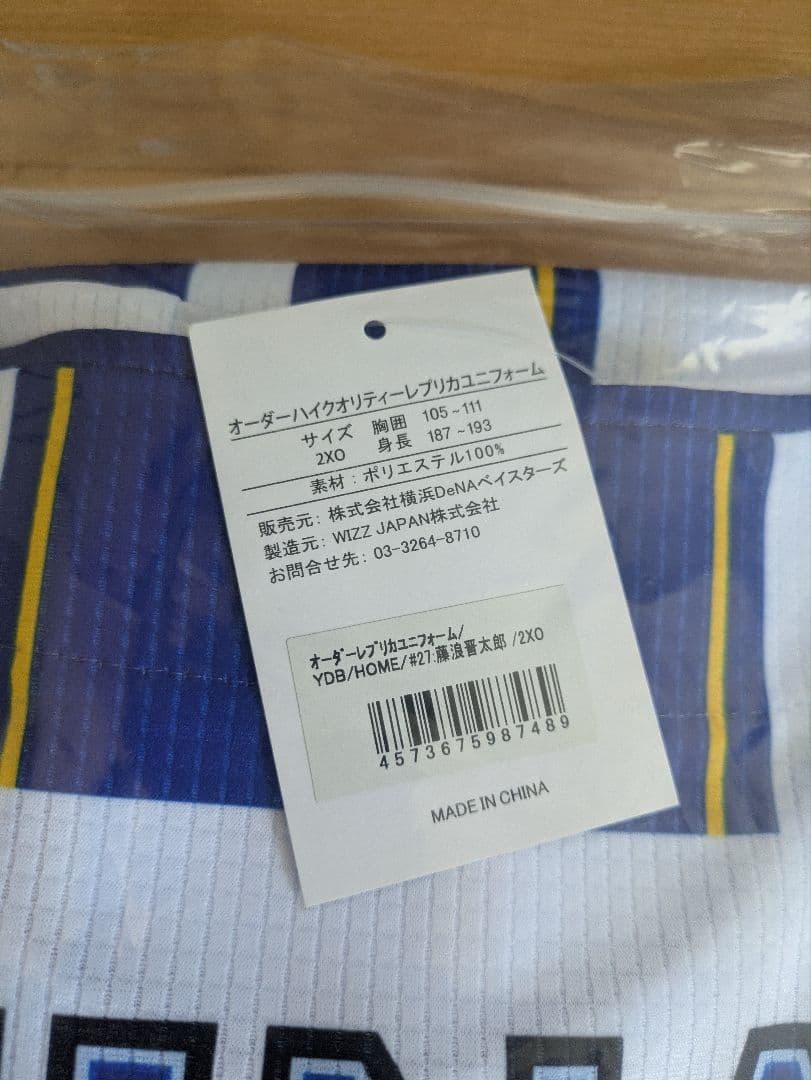 オーダーハイクオリティーレプリカユニフォーム
サイズ 胸囲 105~111
2XO 身長 187~193
素材:ポリエステル100%
販売元: 株式会社横浜DeNAベイスターズ
製造元: WIZZ JAPAN株式会社
お問合せ先: 03-3264-8710
オーダーレプリカユニフォーム/
YDB/HOME/#27:藤浪晋太郎 /2XO
4573675987489
MADE IN CHINA